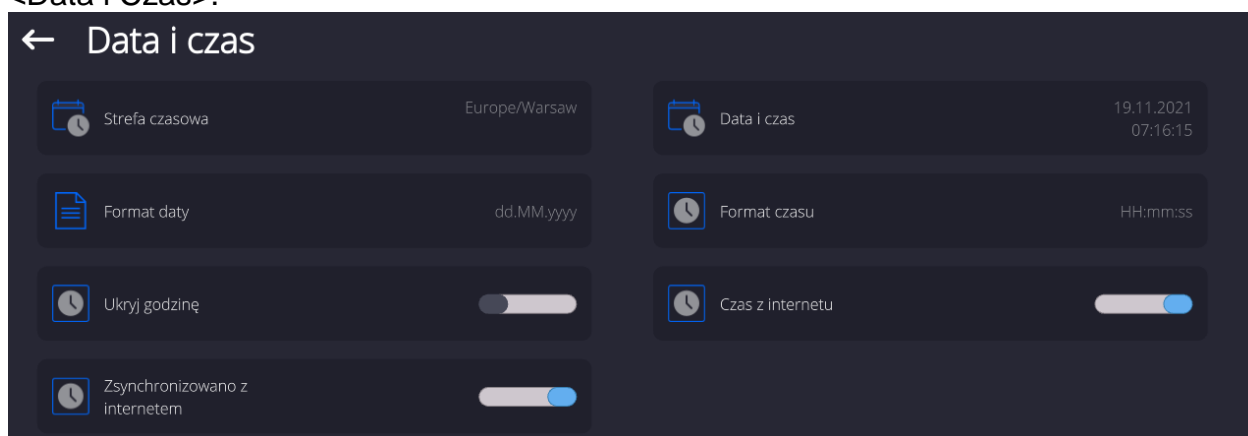 <Data i Czas>.
Data i czas
Strefa czasowa
Europe/Warsaw
Data i czas
19.11.2021
07:16:15
Format daty
dd.MM.yyyy
Format czasu
HH:mm:ss
Ukryj godzinę
Czas z internetu
Zsynchronizowano z
internetem